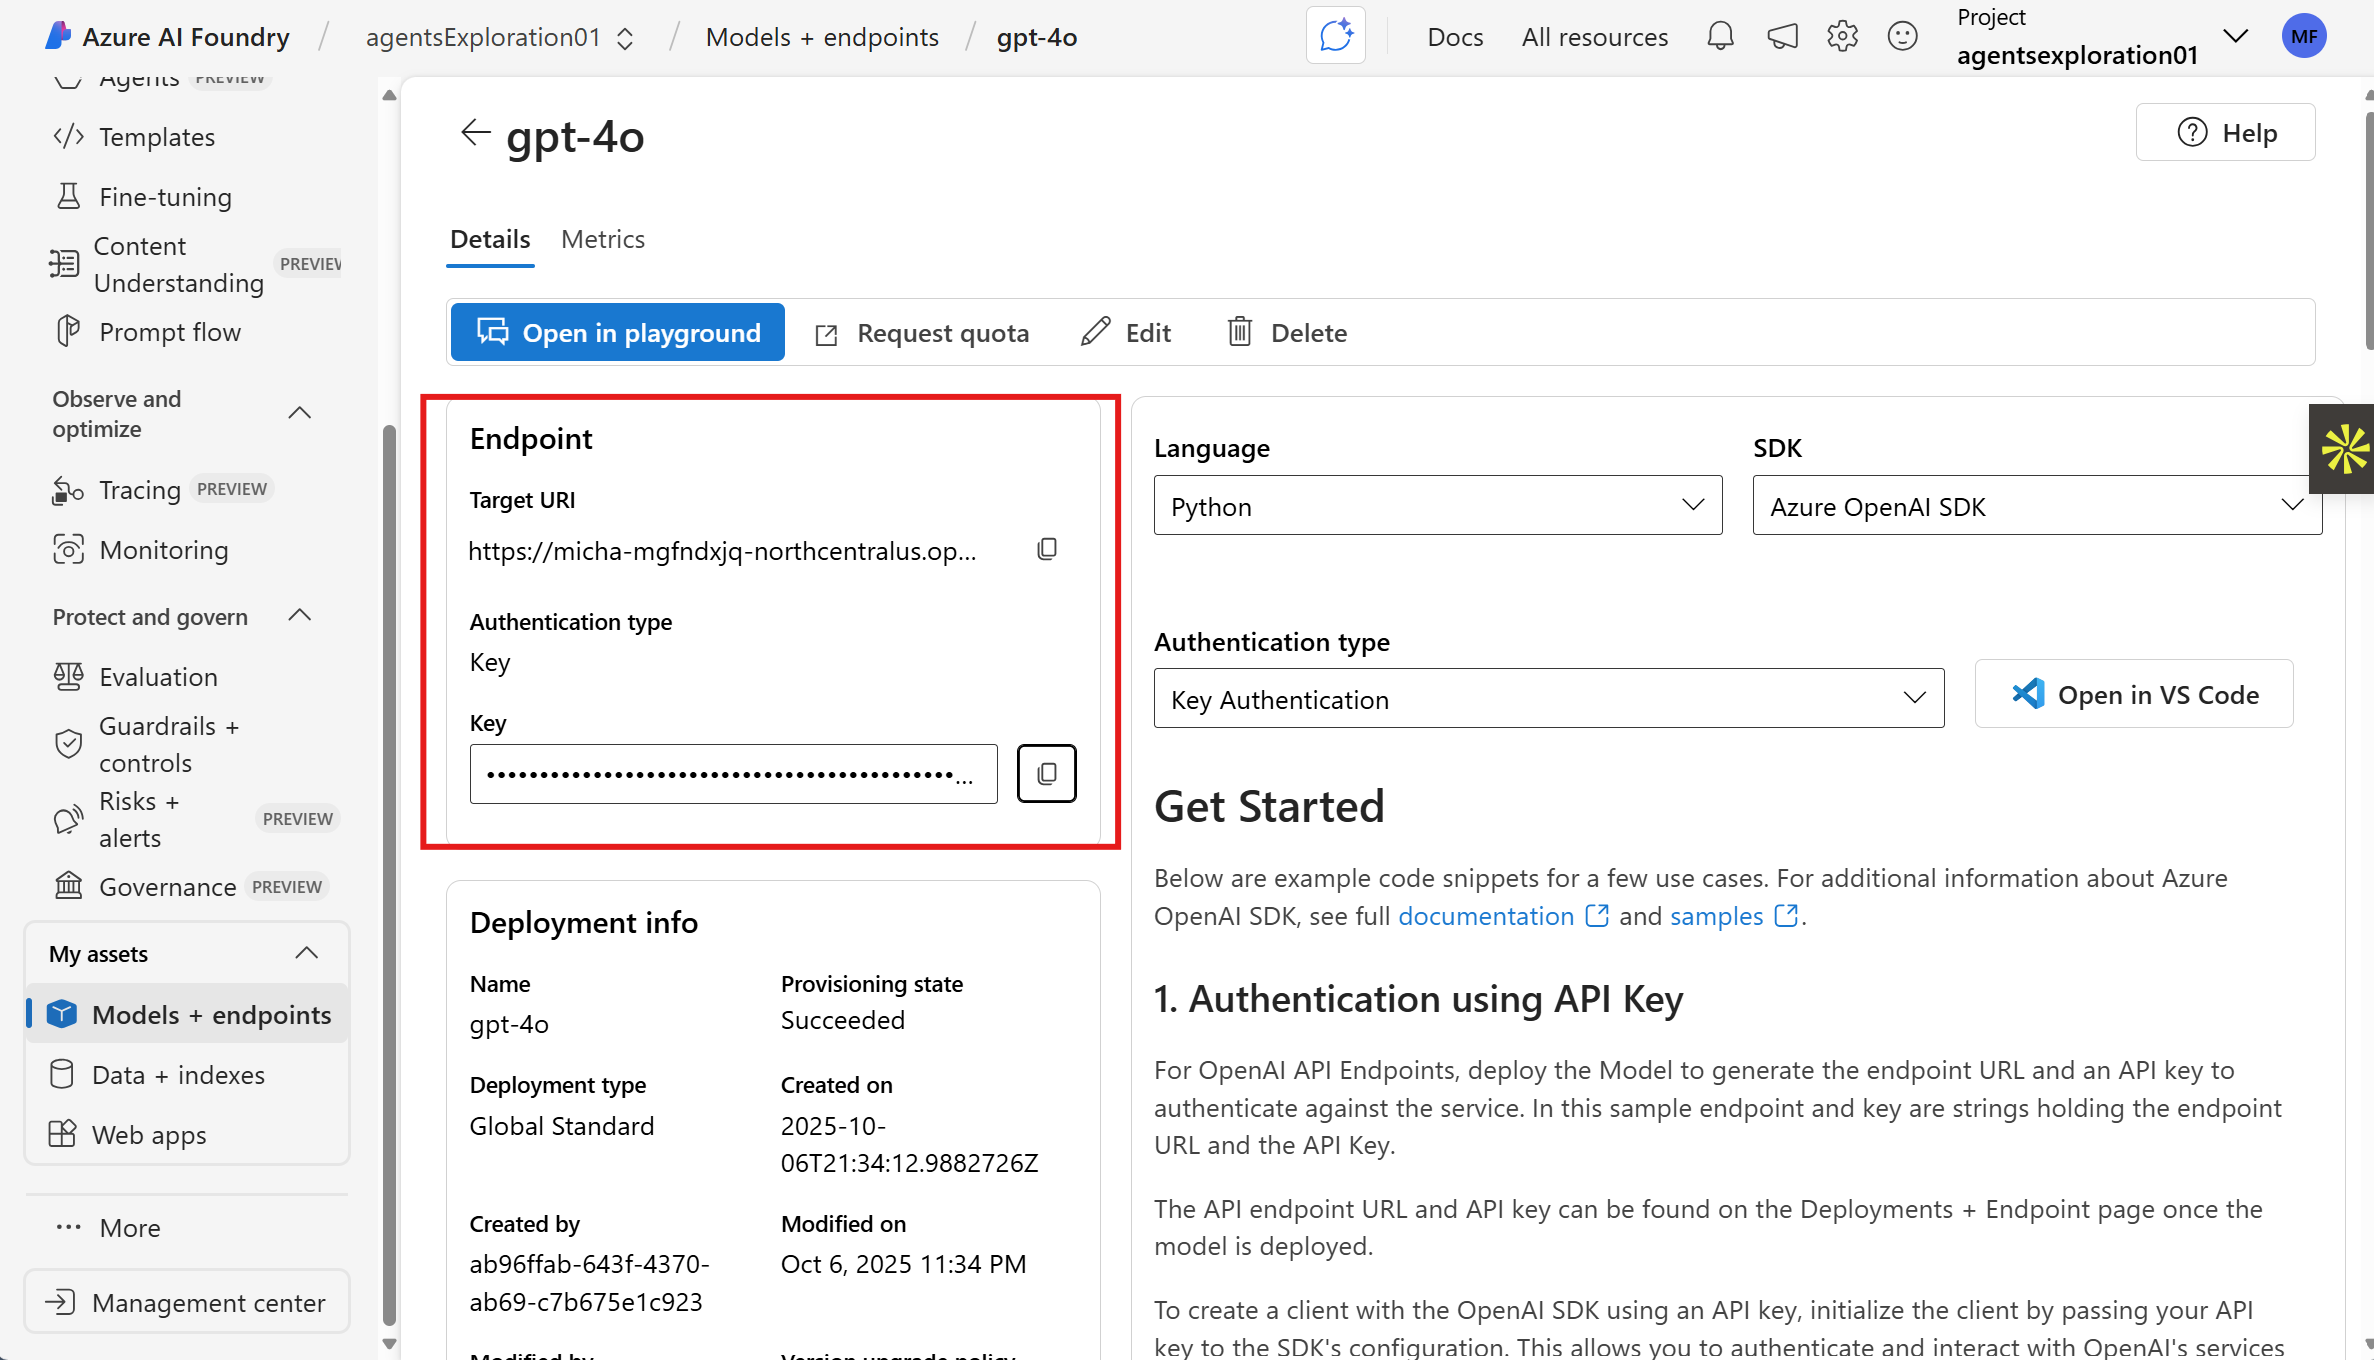 Azure AI Foundry / agentsExploration01 / Models + endpoints / gpt-4o
Docs
All resources
Project
agentsexploration01
MF
Agents PREVIEW
Templates
Fine-tuning
Content
Understanding
Prompt flow
Observe and
optimize
Tracing PREVIEW
Monitoring
Protect and govern
Evaluation
Guardrails +
controls
Risks +
alerts
PREVIEW
Governance PREVIEW
My assets
Models + endpoints
Data + indexes
Web apps
More
Management center
gpt-4o
Help
Details
Metrics
Open in playground
Request quota
Edit
Delete
Endpoint
Target URI
https://micha-mgfndxjq-northcentralus.op...
Authentication type
Key
Key
••••••••••••••••••••••••••••••••••••••••••••...
Deployment info
Name
gpt-4o
Provisioning state
Succeeded
Deployment type
Global Standard
Created on
2025-10-
06T21:34:12.9882726Z
Created by
ab96ffab-643f-4370-
ab69-c7b675e1c923
Modified on
Oct 6, 2025 11:34 PM
Modified by
Version upgrade policy
Language
Python
SDK
Azure OpenAI SDK
Authentication type
Key Authentication
Open in VS Code
Get Started
Below are example code snippets for a few use cases. For additional information about Azure
OpenAI SDK, see full documentation and samples .
1. Authentication using API Key
For OpenAI API Endpoints, deploy the Model to generate the endpoint URL and an API key to
authenticate against the service. In this sample endpoint and key are strings holding the endpoint
URL and the API Key.
The API endpoint URL and API key can be found on the Deployments + Endpoint page once the
model is deployed.
To create a client with the OpenAI SDK using an API key, initialize the client by passing your API
key to the SDK's configuration. This allows you to authenticate and interact with OpenAI's services